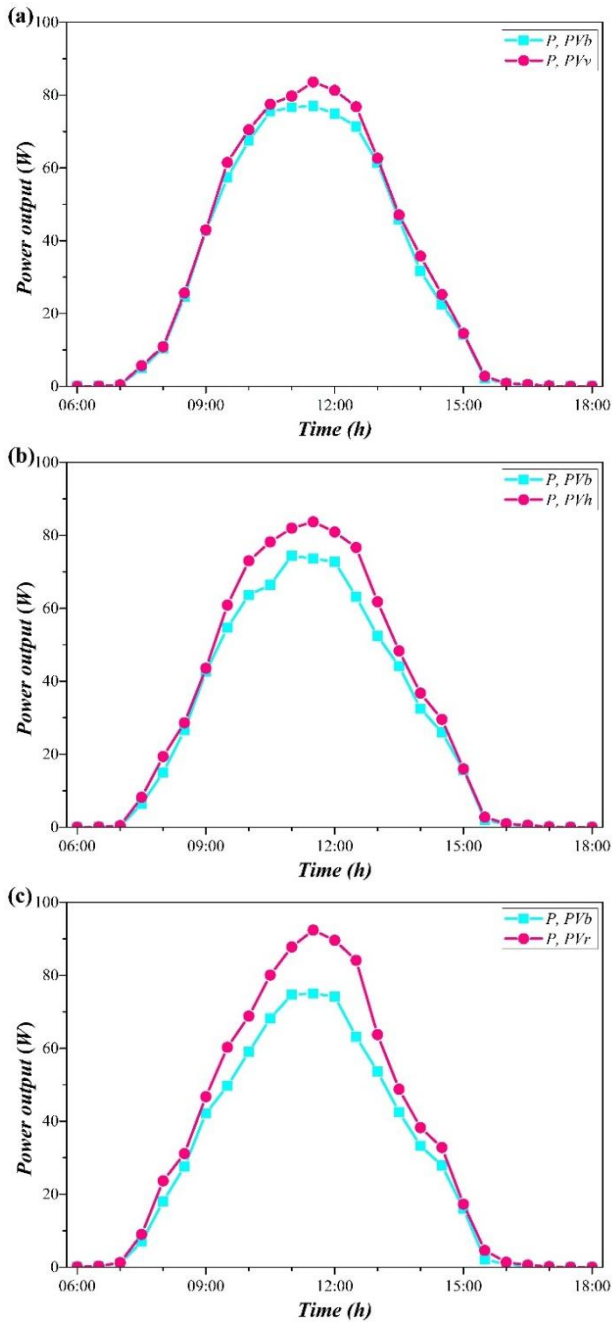 (a)
100
80
60
40
20
0
Power output (W)
P, PVb
P, PVv
06:00 09:00 12:00 15:00 18:00
Time (h)
(b)
100
80
60
40
20
0
Power output (W)
P, PVb
P, PVh
06:00 09:00 12:00 15:00 18:00
Time (h)
(c)
100
80
60
40
20
0
Power output (W)
P, PVb
P, PVr
06:00 09:00 12:00 15:00 18:00
Time (h)